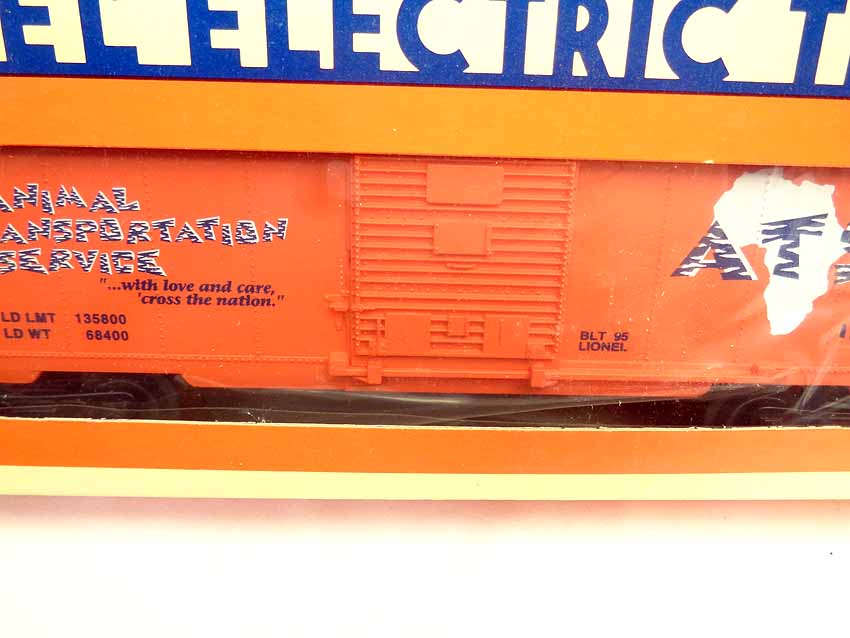 EL ELECTRIC T
ANIMAL
ANSPORTATION
SERVICE
"...with love and care,
'cross the nation."
LD LMT 135800
LD WT 68400
BLT 95
LIONEL
ATS